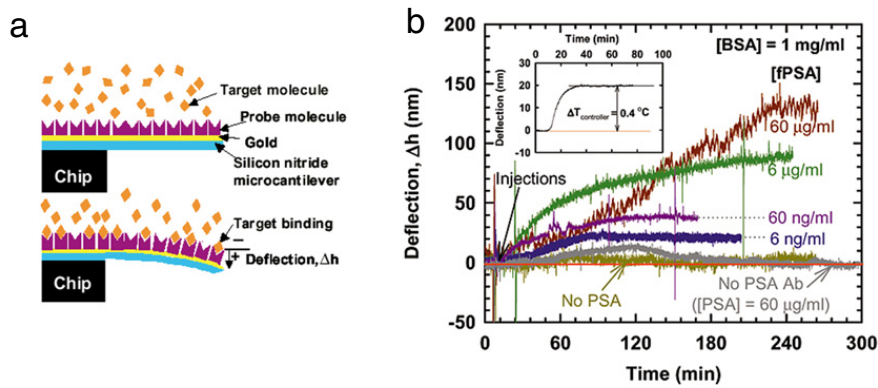 a
Target molecule
Probe molecule
Gold
Silicon nitride
microcantilever
Chip
Target binding
−
+
Deflection, Δh
Chip
b
200
150
100
50
0
-50
Deflection, Δh (nm)
0
60
120
180
240
300
Time (min)
Time (min)
0 20 40 60 80 100
30
20
10
0
-10
Deflection (nm)
ΔTcontroller = 0.4 °C
[BSA] = 1 mg/ml
[fPSA]
60 μg/ml
6 μg/ml
60 ng/ml
6 ng/ml
Injections
No PSA
No PSA Ab
([PSA] = 60 μg/ml)